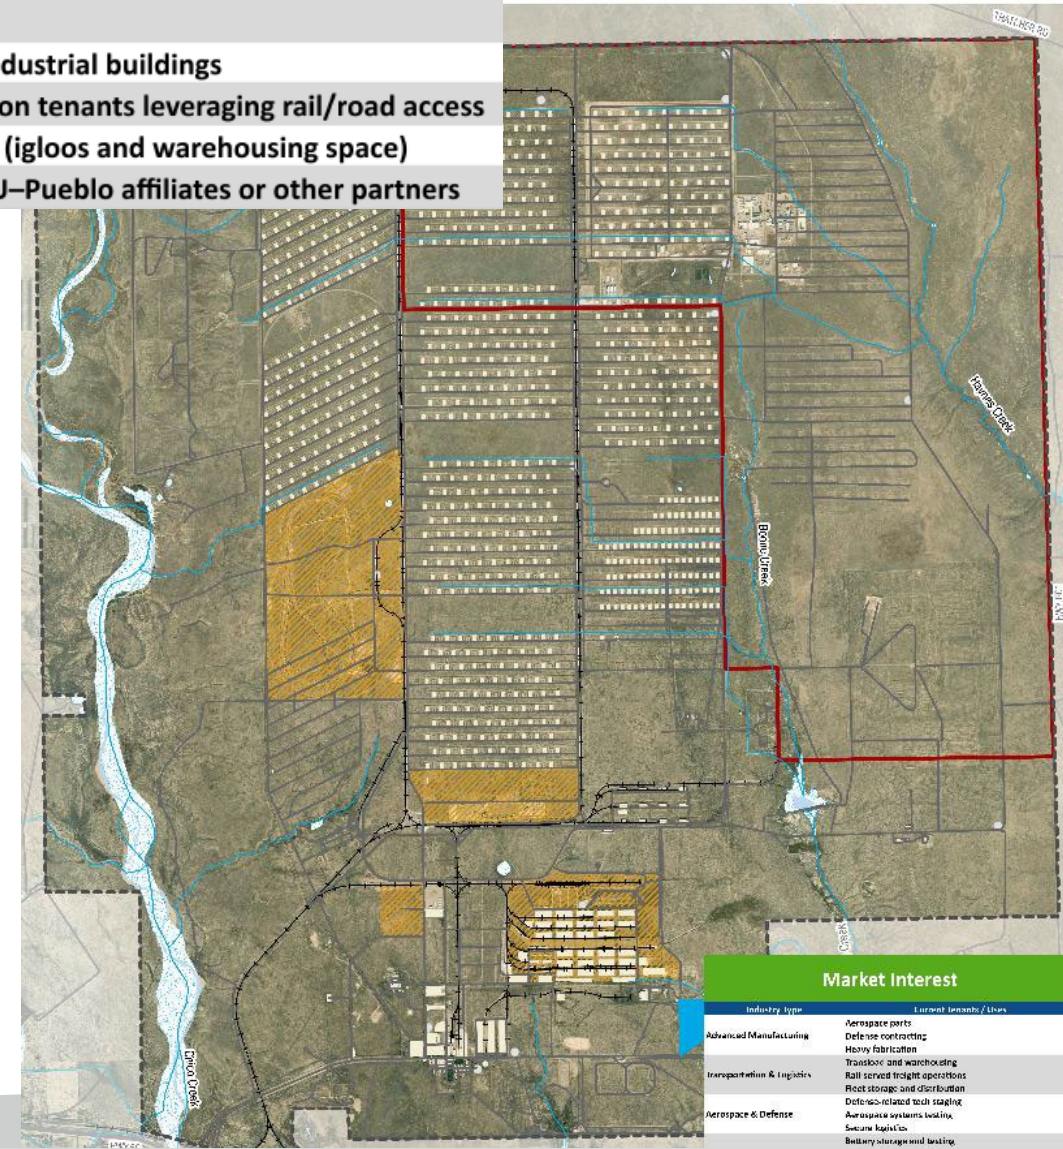 dustrial buildings
on tenants leveraging rail/road access
(igloos and warehousing space)
J–Pueblo affiliates or other partners
THATCHER RD
Haynes Creek
Boone Creek
Creek
Chico Creek
Market Interest
Industry Type Current Tenants / Uses
Advanced Manufacturing
Aerospace parts
Defense contracting
Heavy fabrication
Transportation & Logistics
Transload and warehousing
Rail-served freight operations
Fleet storage and distribution
Aerospace & Defense
Defense-related tech staging
Aerospace systems testing
Secure logistics
Battery storage and testing